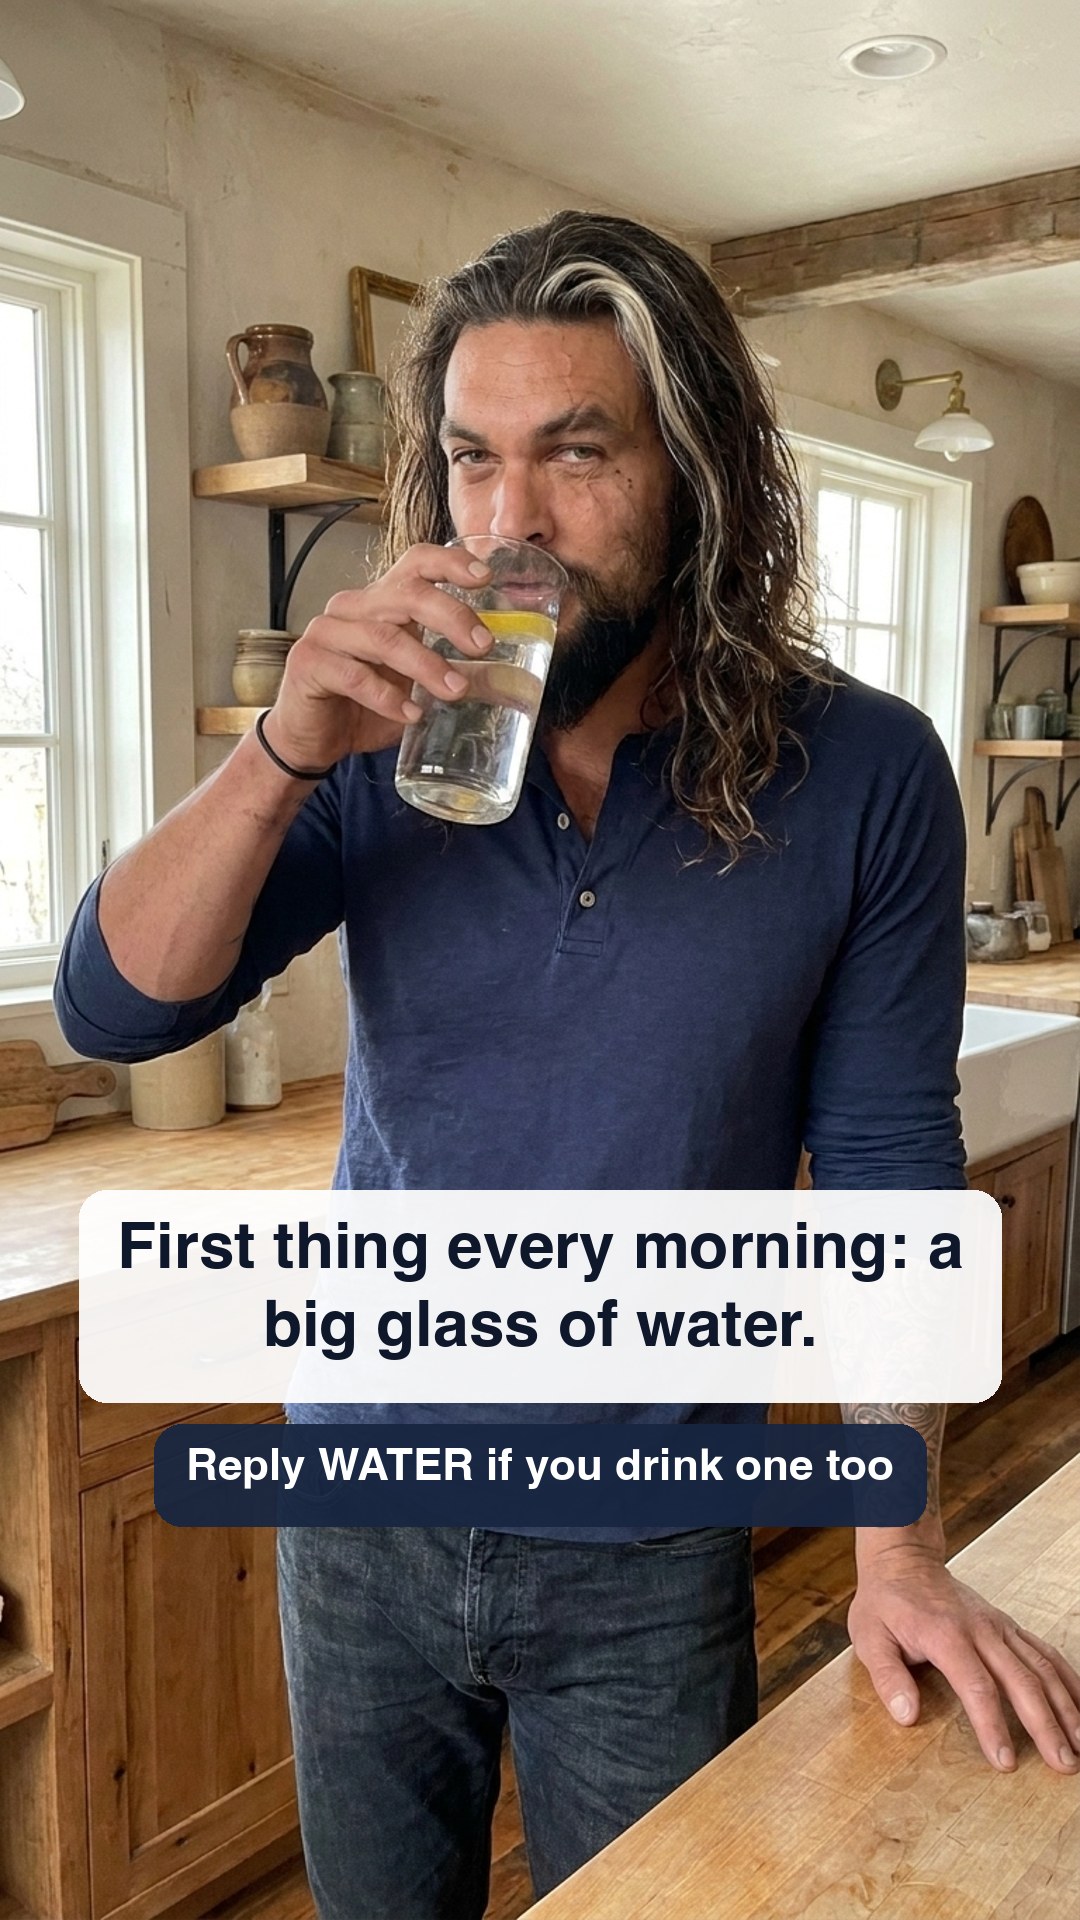 First thing every morning: a
big glass of water.
Reply WATER if you drink one too